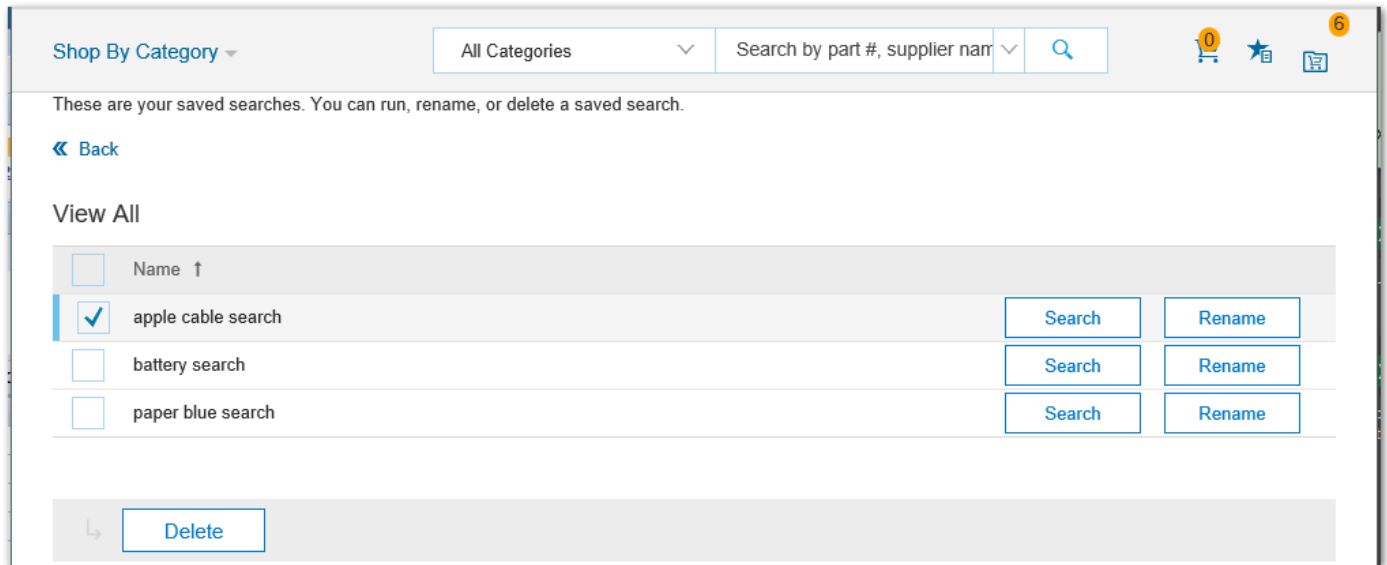 6
Shop By Category All Categories Search by part #, supplier nam 0
These are your saved searches. You can run, rename, or delete a saved search.
Back
View All
Name ↑
apple cable search Search Rename
battery search Search Rename
paper blue search Search Rename
Delete